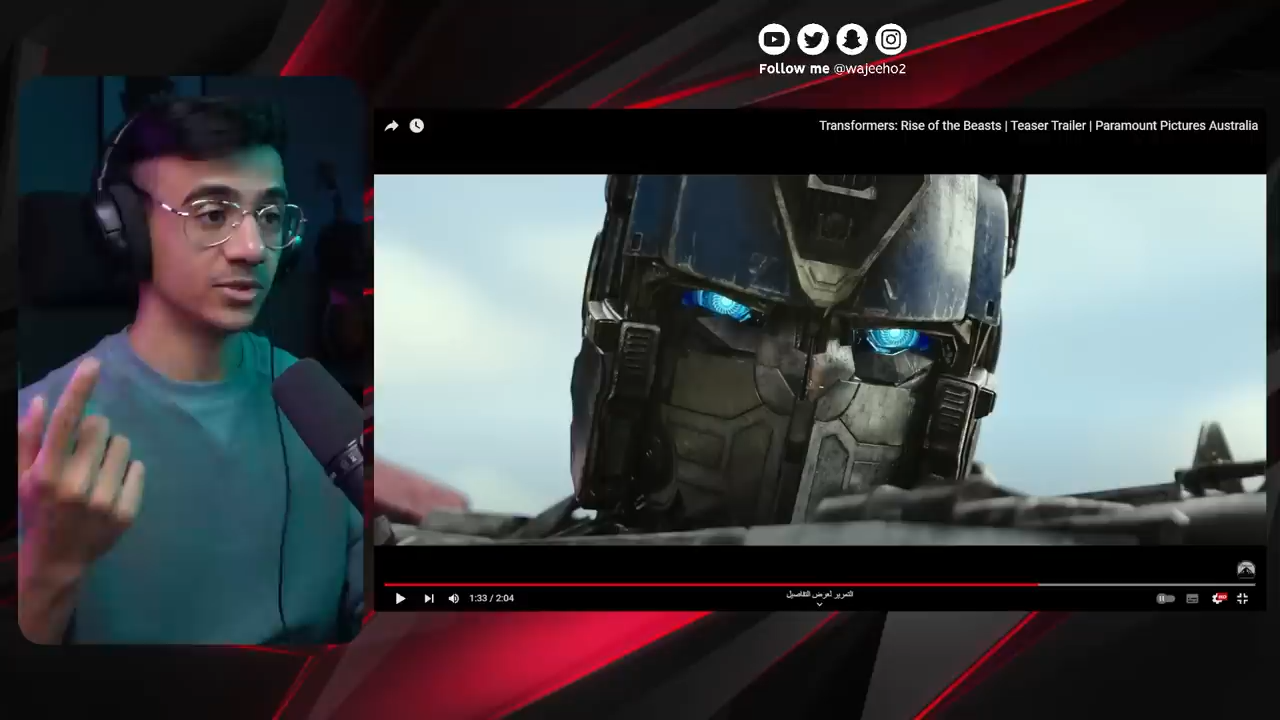 Follow me @wajeeho2
Transformers: Rise of the Beasts | Teaser Trailer | Paramount Pictures Australia
1:33 / 2:04
التمرير لعرض التفاصيل
HD